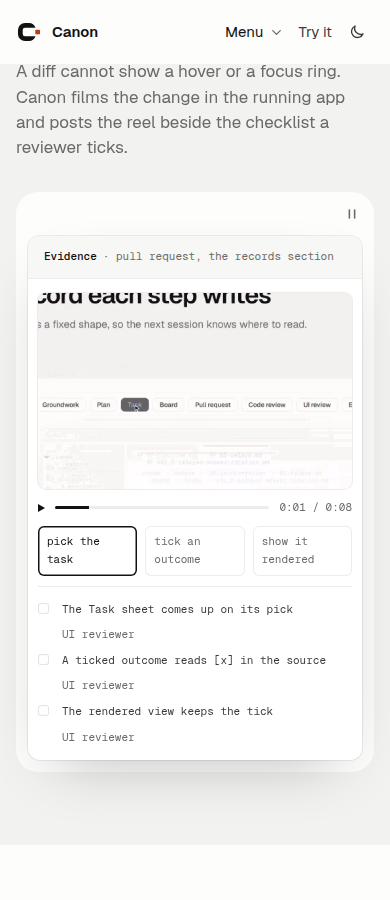 Canon
Menu
Try it
A diff cannot show a hover or a focus ring.
Canon films the change in the running app
and posts the reel beside the checklist a
reviewer ticks.
Evidence · pull request, the records section
cord each step writes
s a fixed shape, so the next session knows where to read.
Groundwork
Plan
Task
Board
Pull request
Code review
UI review
0:01 / 0:08
pick the
task
tick an
outcome
show it
rendered
The Task sheet comes up on its pick
UI reviewer
A ticked outcome reads [x] in the source
UI reviewer
The rendered view keeps the tick
UI reviewer